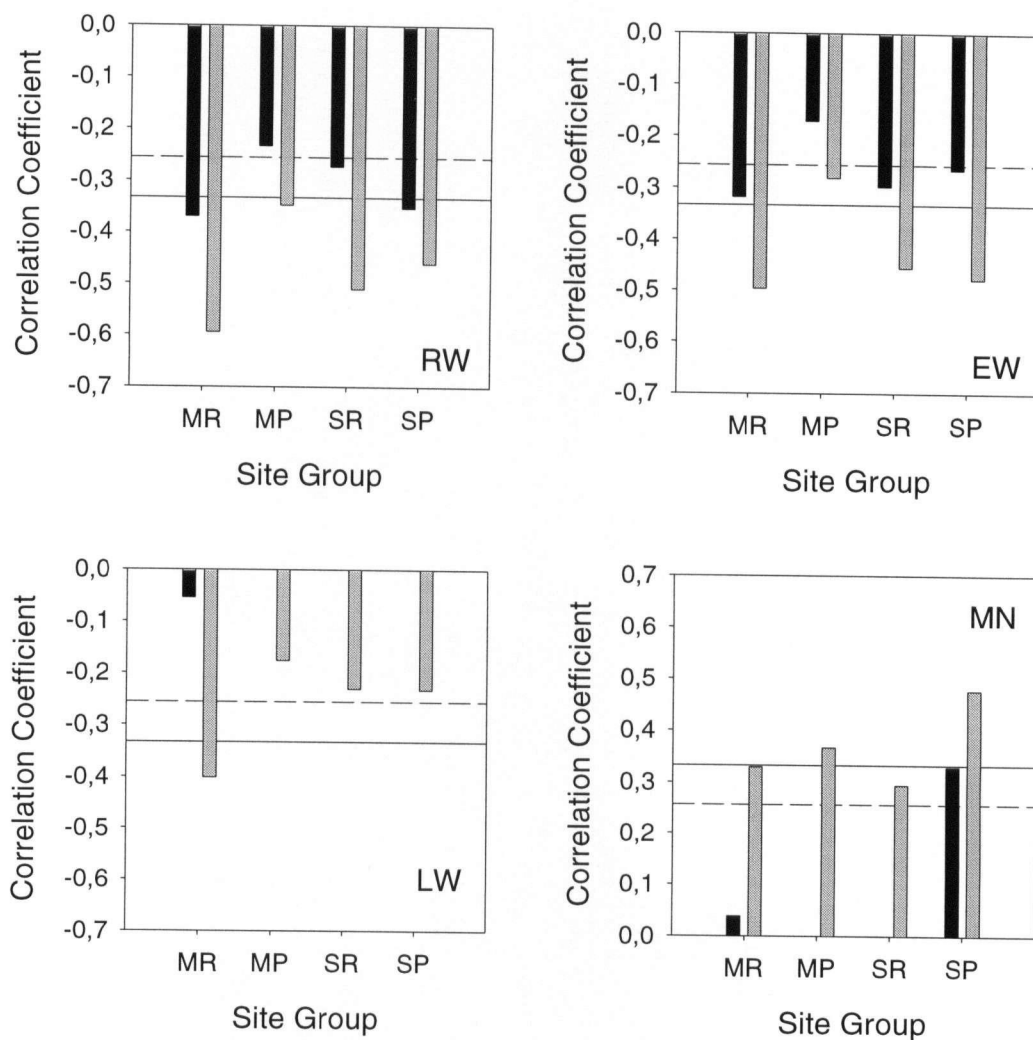 Correlation Coefficient
0,0
-0,1
-0,2
-0,3
-0,4
-0,5
-0,6
-0,7
RW
MR MP SR SP
Site Group
Correlation Coefficient
0,0
-0,1
-0,2
-0,3
-0,4
-0,5
-0,6
-0,7
EW
MR MP SR SP
Site Group
Correlation Coefficient
0,0
-0,1
-0,2
-0,3
-0,4
-0,5
-0,6
-0,7
LW
MR MP SR SP
Site Group
Correlation Coefficient
0,7
0,6
0,5
0,4
0,3
0,2
0,1
0,0
MN
MR MP SR SP
Site Group